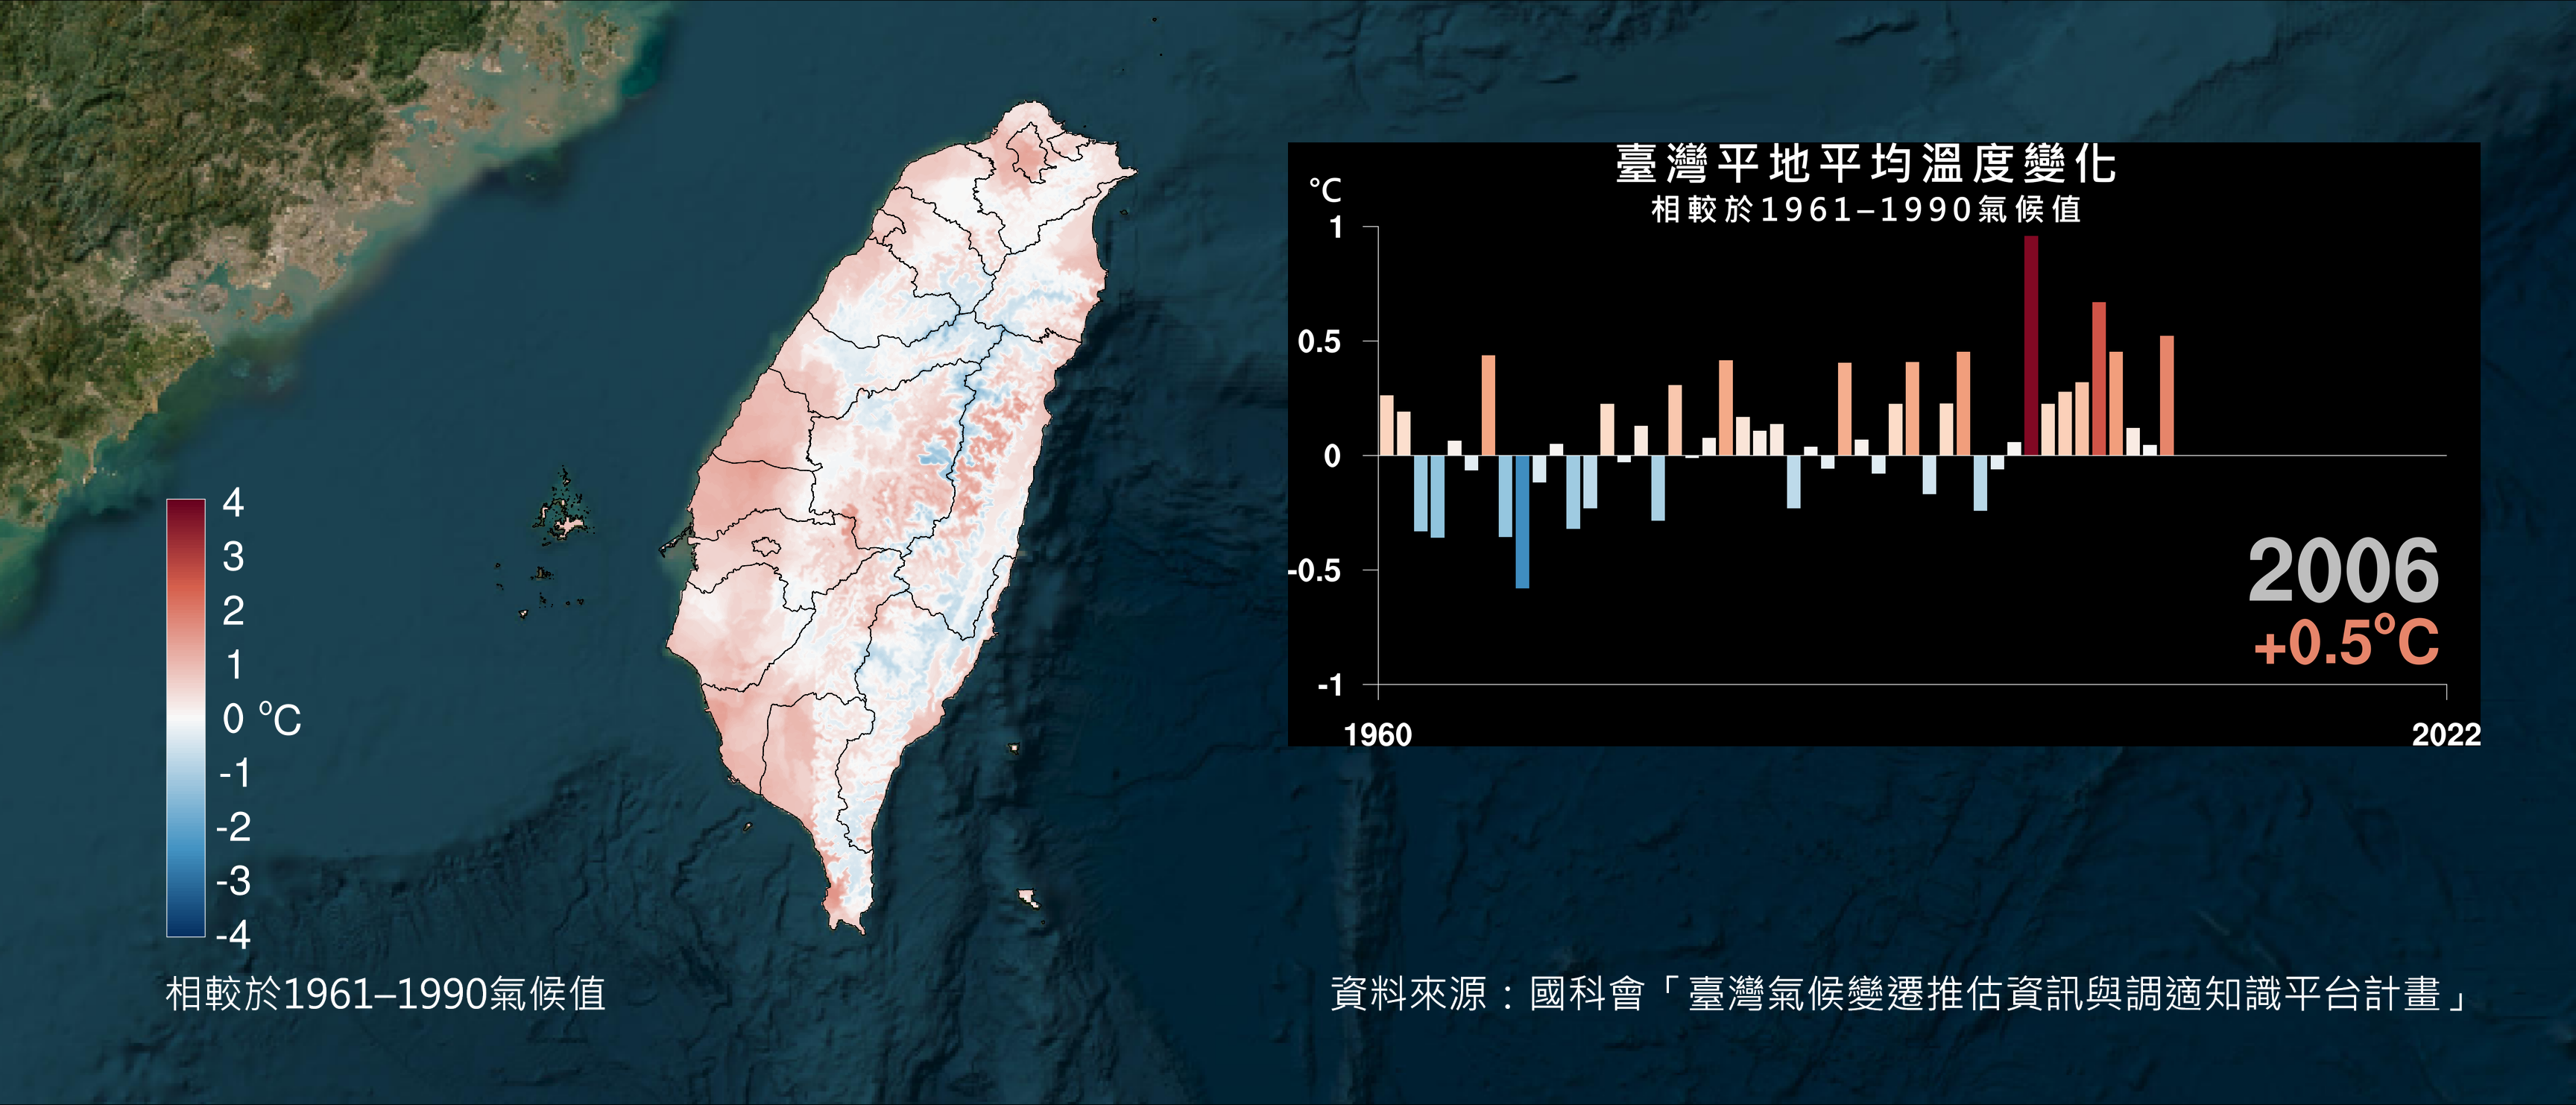 臺灣平地平均溫度變化
相較於1961–1990氣候值
°C
1
0.5
0
-0.5
-1
1960
2022
2006
+0.5°C
4
3
2
1
0 °C
-1
-2
-3
-4
相較於1961–1990氣候值
資料來源：國科會「臺灣氣候變遷推估資訊與調適知識平台計畫」